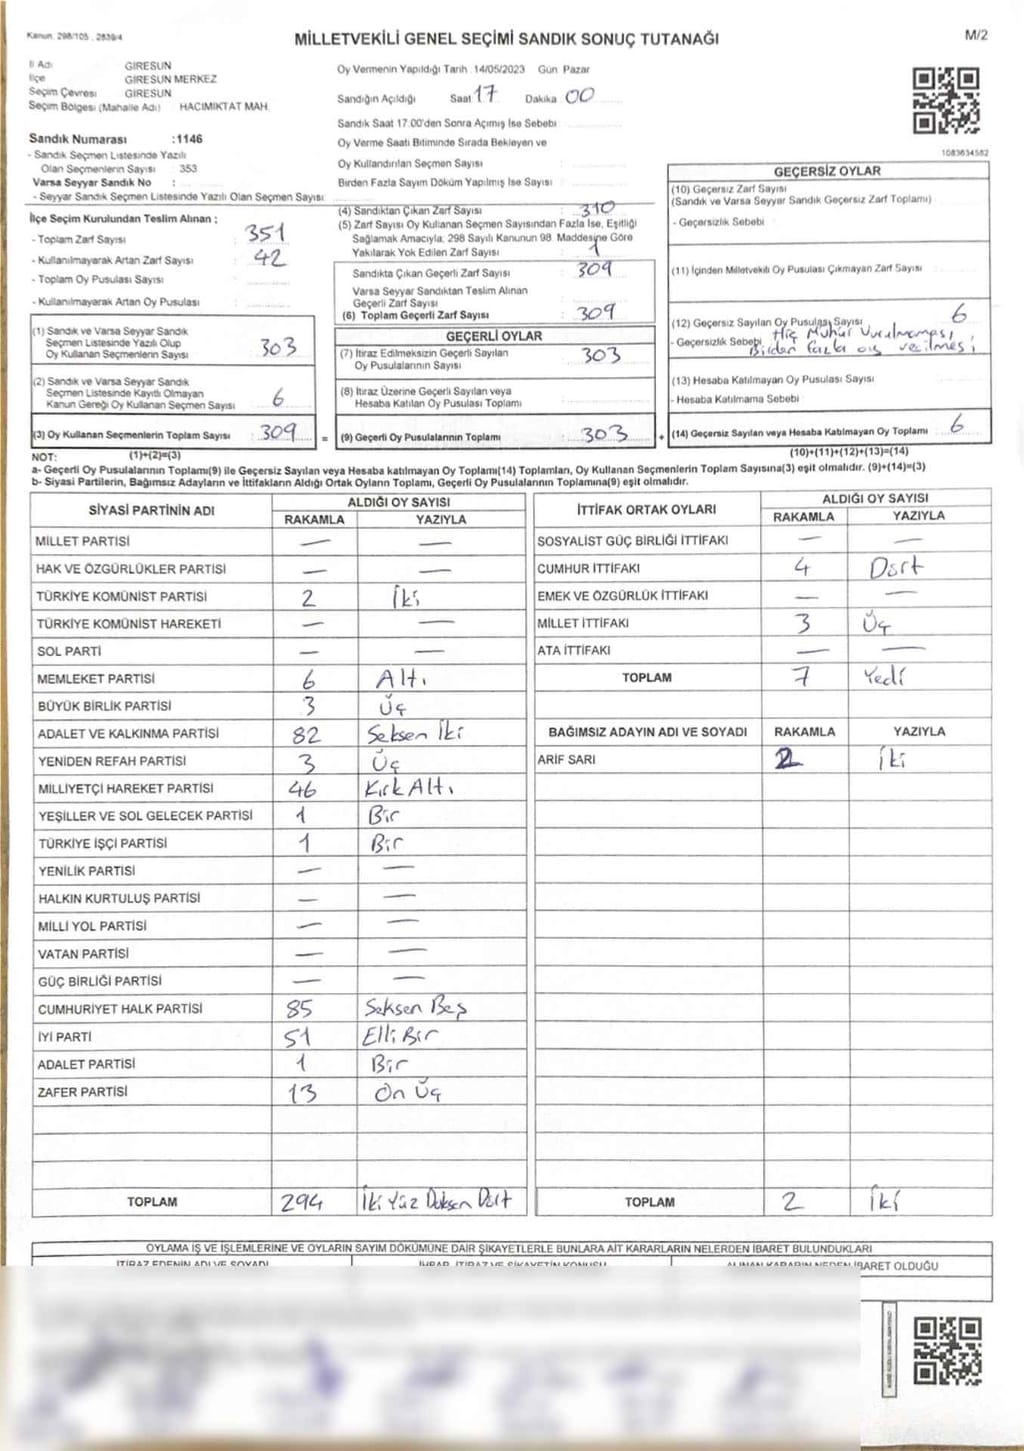 Kanun. 298/105 , 2839/4
MİLLETVEKİLİ GENEL SEÇİMİ SANDIK SONUÇ TUTANAĞI
M/2
İl Adı GİRESUN
İlçe GİRESUN MERKEZ
Seçim Çevresi GİRESUN
Seçim Bölgesi (Mahalle Adı) HACIMİKTAT MAH.
Oy Vermenin Yapıldığı Tarih :14/05/2023 Gün Pazar
Sandığın Açıldığı Saat 17 Dakika 00
Sandık Saat 17.00'den Sonra Açımış İse Sebebi
Oy Verme Saati Bitiminde Sırada Bekleyen ve
Oy Kullandırılan Seçmen Sayısı :
Birden Fazla Sayım Döküm Yapılmış İse Sayısı :
Sandık Numarası :1146
- Sandık Seçmen Listesinde Yazılı
Olan Seçmenlerin Sayısı : 353
Varsa Seyyar Sandık No :
- Seyyar Sandık Seçmen Listesinde Yazılı Olan Seçmen Sayısı :
1083634582
İlçe Seçim Kurulundan Teslim Alınan ;
- Toplam Zarf Sayısı : 351
- Kullanılmayarak Artan Zarf Sayısı : 42
- Toplam Oy Pusulası Sayısı :
- Kullanılmayarak Artan Oy Pusulası :
(1) Sandık ve Varsa Seyyar Sandık
Seçmen Listesinde Yazılı Olup
Oy Kullanan Seçmenlerin Sayısı : 303
(2) Sandık ve Varsa Seyyar Sandık
Seçmen Listesinde Kayıtlı Olmayan
Kanun Gereği Oy Kullanan Seçmen Sayısı : 6
(3) Oy Kullanan Seçmenlerin Toplam Sayısı : 309 =
(4) Sandıktan Çıkan Zarf Sayısı : 310
(5) Zarf Sayısı Oy Kullanan Seçmen Sayısından Fazla İse, Eşitliği
Sağlamak Amacıyla; 298 Sayılı Kanunun 98. Maddesine Göre
Yakılarak Yok Edilen Zarf Sayısı : 1
Sandıkta Çıkan Geçerli Zarf Sayısı : 309
Varsa Seyyar Sandıktan Teslim Alınan
Geçerli Zarf Sayısı :
(6) Toplam Geçerli Zarf Sayısı : 309
GEÇERLİ OYLAR
(7) İtiraz Edilmeksizin Geçerli Sayılan
Oy Pusulalarının Sayısı : 303
(8) İtiraz Üzerine Geçerli Sayılan veya
Hesaba Katılan Oy Pusulası Toplamı :
(9) Geçerli Oy Pusulalarının Toplamı : 303 +
GEÇERSİZ OYLAR
(10) Geçersiz Zarf Sayısı
(Sandık ve Varsa Seyyar Sandık Geçersiz Zarf Toplamı)
- Geçersizlik Sebebi
(11) İçinden Milletvekili Oy Pusulası Çıkmayan Zarf Sayısı
(12) Geçersiz Sayılan Oy Pusulası Sayısı 6
- Geçersizlik Sebebi Hiç Mühür Vurulmaması,
Birden fazla oy verilmesi
(13) Hesaba Katılmayan Oy Pusulası Sayısı
- Hesaba Katılmama Sebebi
(14) Geçersiz Sayılan veya Hesaba Katılmayan Oy Toplamı : 6
NOT: (1)+(2)=(3) (10)+(11)+(12)+(13)=(14)
a- Geçerli Oy Pusulalarının Toplamı(9) ile Geçersiz Sayılan veya Hesaba katılmayan Oy Toplamı(14) Toplamları, Oy Kullanan Seçmenlerin Toplam Sayısına(3) eşit olmalıdır. (9)+(14)=(3)
b- Siyasi Partilerin, Bağımsız Adayların ve İttifakların Aldığı Ortak Oyların Toplamı, Geçerli Oy Pusulalarının Toplamına(9) eşit olmalıdır.
SİYASİ PARTİNİN ADI ALDIĞI OY SAYISI
RAKAMLA YAZIYLA
MİLLET PARTİSİ — —
HAK VE ÖZGÜRLÜKLER PARTİSİ — —
TÜRKİYE KOMÜNİST PARTİSİ 2 İki
TÜRKİYE KOMÜNİST HAREKETİ — —
SOL PARTİ — —
MEMLEKET PARTİSİ 6 Altı
BÜYÜK BİRLİK PARTİSİ 3 Üç
ADALET VE KALKINMA PARTİSİ 82 Seksen İki
YENİDEN REFAH PARTİSİ 3 Üç
MİLLİYETÇİ HAREKET PARTİSİ 46 Kırk Altı
YEŞİLLER VE SOL GELECEK PARTİSİ 1 Bir
TÜRKİYE İŞÇİ PARTİSİ 1 Bir
YENİLİK PARTİSİ — —
HALKIN KURTULUŞ PARTİSİ — —
MİLLİ YOL PARTİSİ — —
VATAN PARTİSİ — —
GÜÇ BİRLİĞİ PARTİSİ — —
CUMHURİYET HALK PARTİSİ 85 Seksen Beş
İYİ PARTİ 51 Elli Bir
ADALET PARTİSİ 1 Bir
ZAFER PARTİSİ 13 On Üç
TOPLAM 294 İki Yüz Doksan Dört
İTTİFAK ORTAK OYLARI ALDIĞI OY SAYISI
RAKAMLA YAZIYLA
SOSYALİST GÜÇ BİRLİĞİ İTTİFAKI — —
CUMHUR İTTİFAKI 4 Dört
EMEK VE ÖZGÜRLÜK İTTİFAKI — —
MİLLET İTTİFAKI 3 Üç
ATA İTTİFAKI — —
TOPLAM 7 Yedi
BAĞIMSIZ ADAYIN ADI VE SOYADI RAKAMLA YAZIYLA
ARİF SARI 2 İki
TOPLAM 2 İki
OYLAMA İŞ VE İŞLEMLERİNE VE OYLARIN SAYIM DÖKÜMÜNE DAİR ŞİKAYETLERLE BUNLARA AİT KARARLARIN NELERDEN İBARET BULUNDUKLARI
İTİRAZ EDENİN ADI VE SOYADI İHBAR, İTİRAZ VE ŞİKAYETİN KONUSU ALINAN KARARIN NEDEN İBARET OLDUĞU